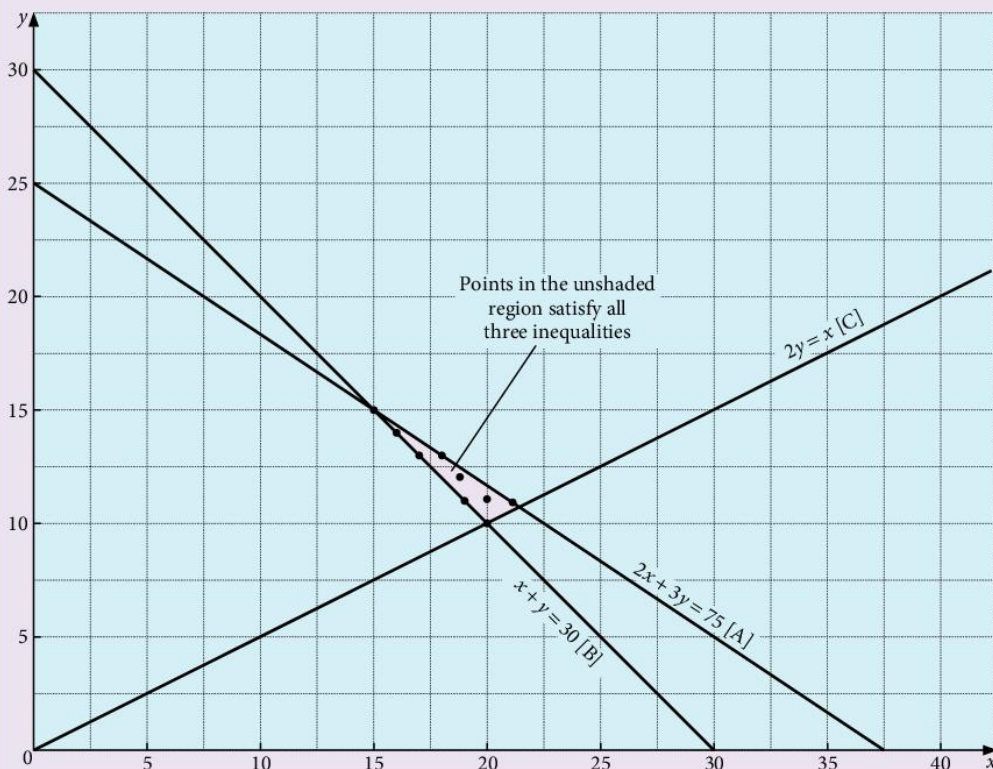 y
30
25
20
15
10
5
0
Points in the unshaded
region satisfy all
three inequalities
2y = x [C]
2x + 3y = 75 [A]
x + y = 30 [B]
5
10
15
20
25
30
35
40
x